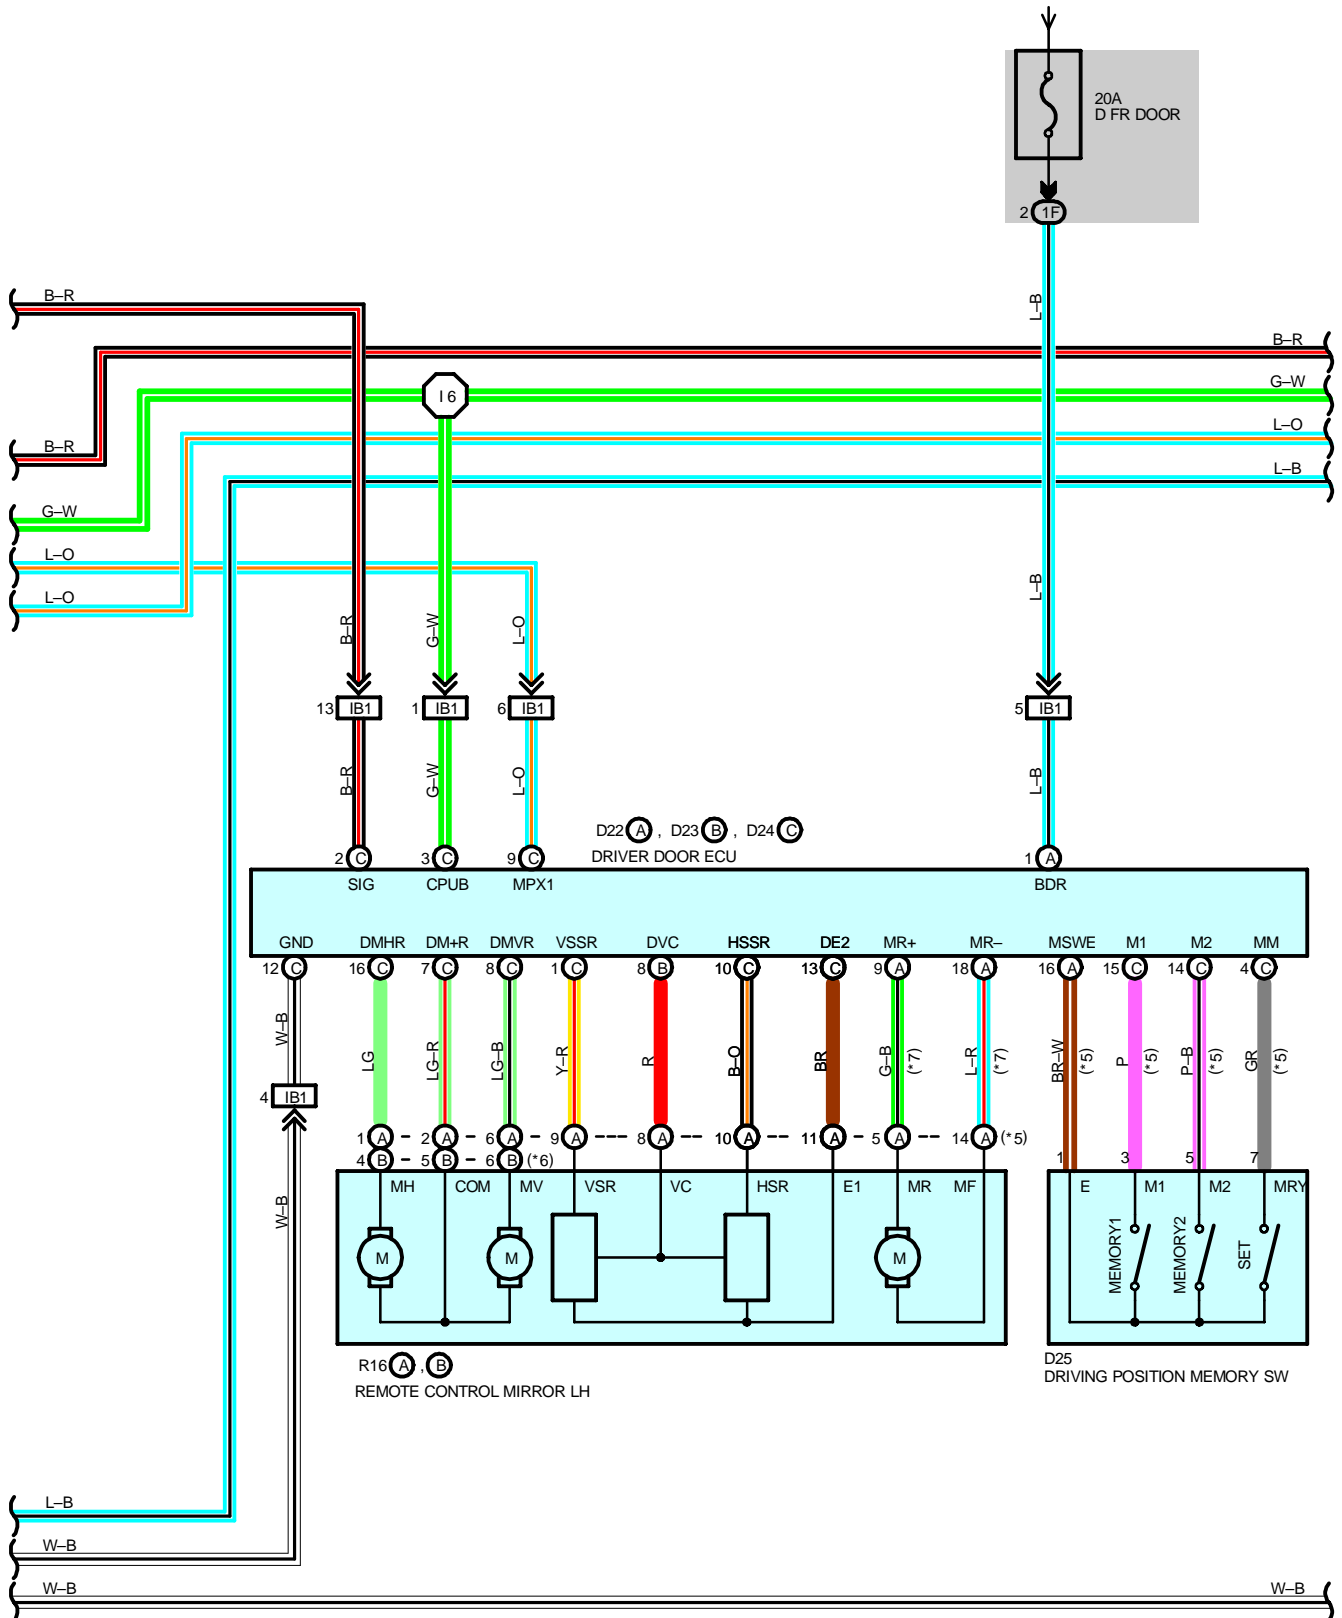 20A
D FR DOOR
2 1F
B–R
L–B
B–R
G–W
I 6
L–O
B–R
L–B
G–W
L–O
L–O
B–R G–W L–O L–B
13 IB1 1 IB1 6 IB1 5 IB1
B–R G–W L–O L–B
D22 A , D23 B , D24 C
DRIVER DOOR ECU
2 C 3 C 9 C 1 A
SIG CPUB MPX1 BDR
GND DMHR DM+R DMVR VSSR DVC HSSR DE2 MR+ MR– MSWE M1 M2 MM
12 C 16 C 7 C 8 C 1 C 8 B 10 C 13 C 9 A 18 A 16 A 15 C 14 C 4 C
W–B LG LG–R LG–B Y–R R B–O BR G–B (*7) L–R (*7) BR–W (*5) P (*5) P–B (*5) GR (*5)
4 IB1
1 A 2 A 6 A 9 A 8 A 10 A 11 A 5 A 14 A (*5)
4 B 5 B 6 B (*6) 1 3 5 7
MH COM MV VSR VC HSR E1 MR MF E M1 M2 MRY
W–B
MEMORY1 MEMORY2 SET
M M M
R16 A , B
REMOTE CONTROL MIRROR LH
D25
DRIVING POSITION MEMORY SW
L–B
W–B
W–B W–B